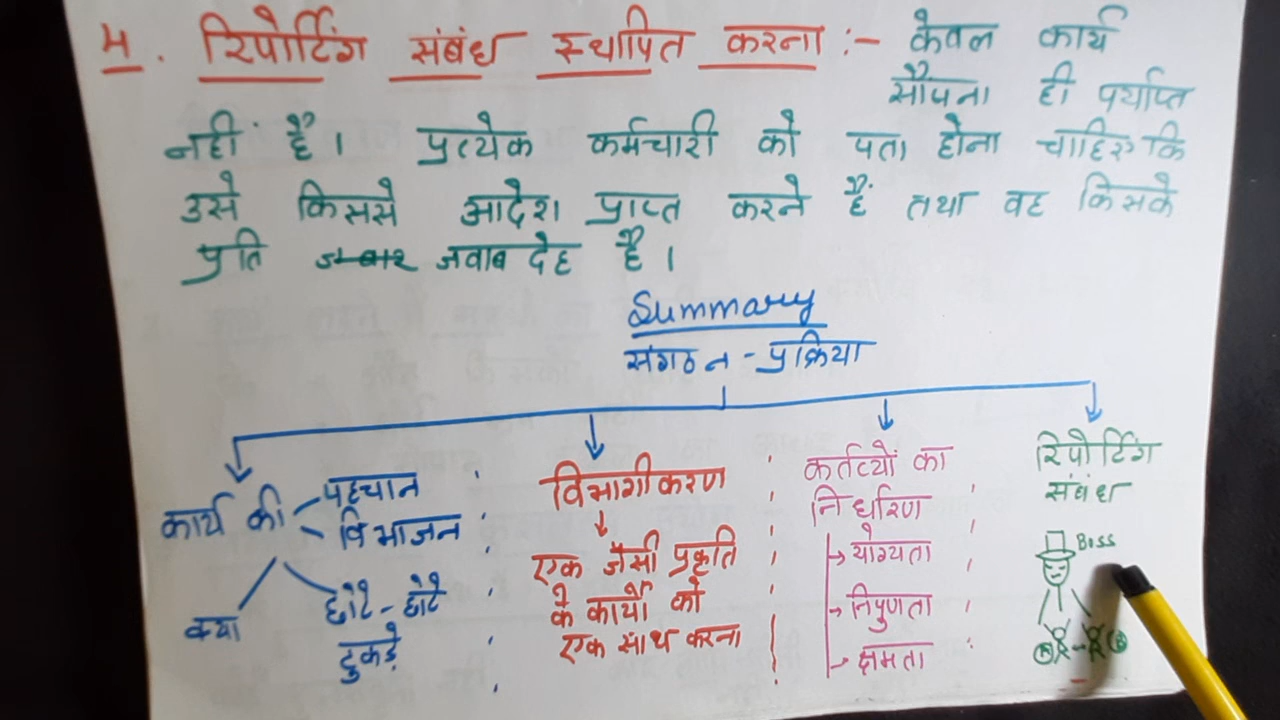 4. रिपोर्टिंग संबंध स्थापित करना :- केवल कार्य
सौंपना ही पर्याप्त
नहीं है। प्रत्येक कर्मचारी को पता होना चाहिए कि
उसे किससे आदेश प्राप्त करने हैं तथा वह किसके
प्रति जवाब देह है।
Summary
संगठन - प्रक्रिया
कार्य की
पहचान
विभाजन
क्या
छोटे - छोटे
टुकड़े
विभागीकरण
एक जैसी प्रकृति
के कार्यों को
एक साथ करना
कर्तव्यों का
निर्धारण
योग्यता
निपुणता
क्षमता
रिपोर्टिंग
संबंध
Boss
A B